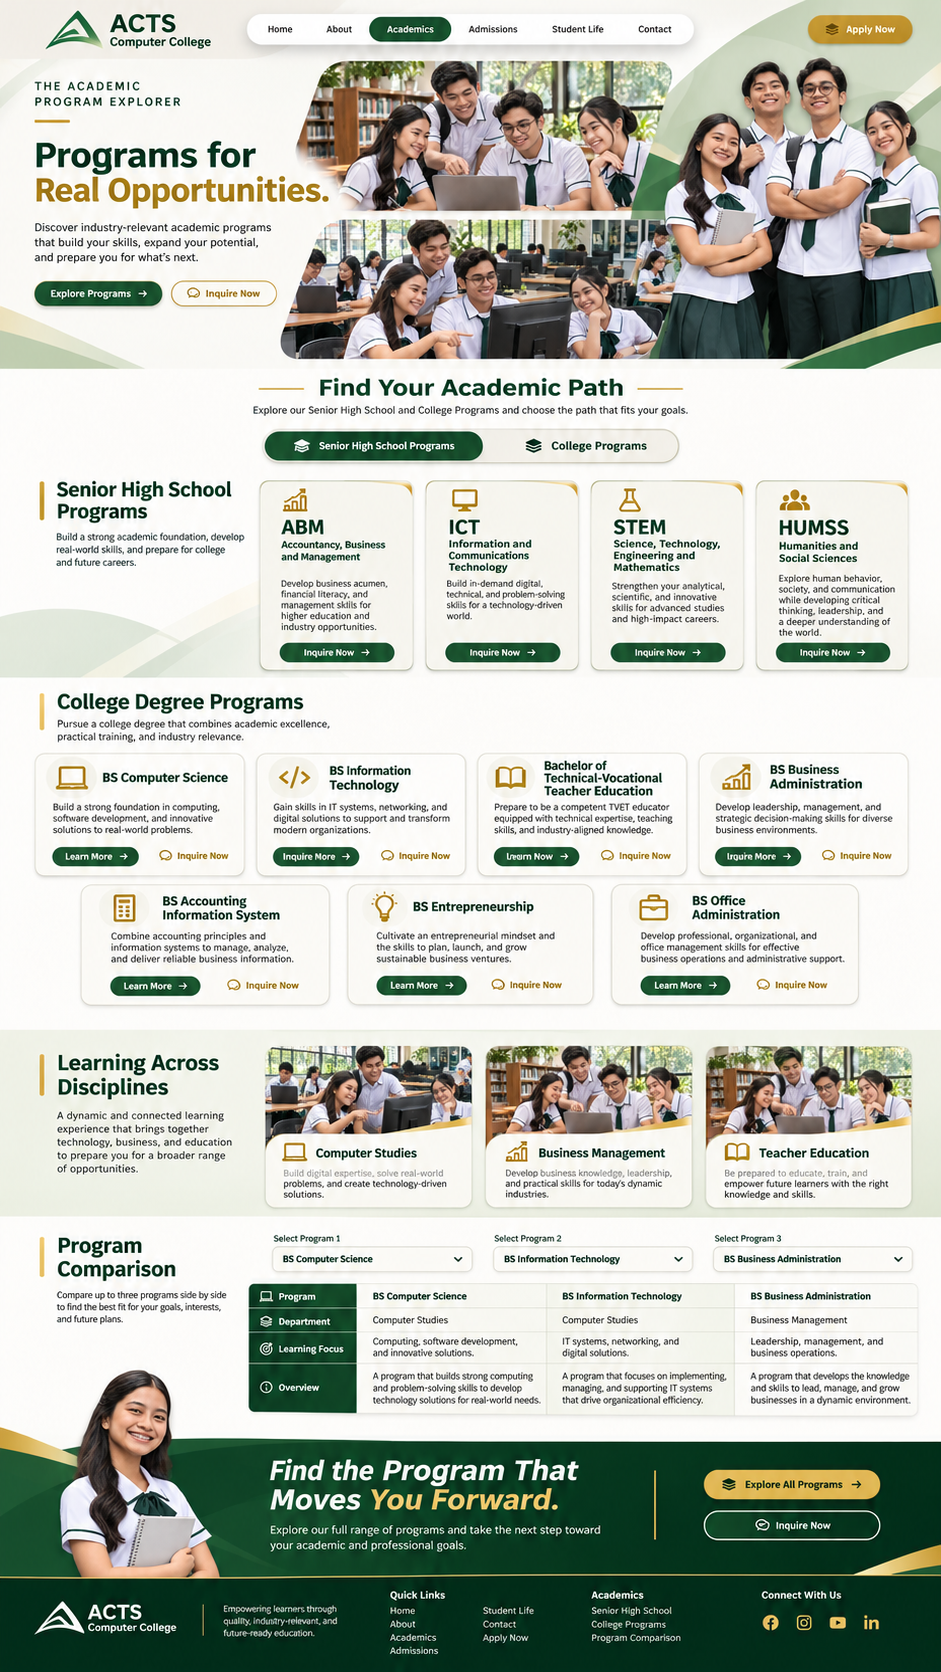 ACTS
Computer College
Home
About
Academics
Admissions
Student Life
Contact
Apply Now
THE ACADEMIC
PROGRAM EXPLORER
Programs for
Real Opportunities.
Discover industry-relevant academic programs
that build your skills, expand your potential,
and prepare you for what's next.
Explore Programs →
Inquire Now
Find Your Academic Path
Explore our Senior High School and College Programs and choose the path that fits your goals.
Senior High School Programs
College Programs
Senior High School
Programs
Build a strong academic foundation, develop
real-world skills, and prepare for college
and future careers.
ABM
Accountancy, Business
and Management
Develop business acumen,
financial literacy, and
management skills for
higher education and
industry opportunities.
Inquire Now →
ICT
Information and
Communications
Technology
Build in-demand digital,
technical, and problem-solving
skills for a technology-driven
world.
Inquire Now →
STEM
Science, Technology,
Engineering and
Mathematics
Strengthen your analytical,
scientific, and innovative
skills for advanced studies
and high-impact careers.
Inquire Now →
HUMSS
Humanities and
Social Sciences
Explore human behavior,
society, and communication
while developing critical
thinking, leadership, and
a deeper understanding of
the world.
Inquire Now →
College Degree Programs
Pursue a college degree that combines academic excellence,
practical training, and industry relevance.
BS Computer Science
Build a strong foundation in computing,
software development, and innovative
solutions to real-world problems.
Learn More →
Inquire Now
</> BS Information
Technology
Gain skills in IT systems, networking, and
digital solutions to support and transform
modern organizations.
Inquire More →
Inquire Now
Bachelor of
Technical-Vocational
Teacher Education
Prepare to be a competent TVET educator
equipped with technical expertise, teaching
skills, and industry-aligned knowledge.
Now →
Inquire Now
BS Business
Administration
Develop leadership, management, and
strategic decision-making skills for diverse
business environments.
More →
Inquire Now
BS Accounting
Information System
Combine accounting principles and
information systems to manage, analyze,
and deliver reliable business information.
Learn More →
Inquire Now
BS Entrepreneurship
Cultivate an entrepreneurial mindset and
the skills to plan, launch, and grow
sustainable business ventures.
Learn More →
Inquire Now
BS Office
Administration
Develop professional, organizational, and
office management skills for effective
business operations and administrative support.
Learn More →
Inquire Now
Learning Across
Disciplines
A dynamic and connected learning
experience that brings together
technology, business, and education
to prepare you for a broader range
of opportunities.
Computer Studies
Build digital expertise, solve real-world
problems, and create technology-driven
solutions.
Business Management
Develop business knowledge, leadership,
and practical skills for today's dynamic
industries.
Teacher Education
Be prepared to educate, train, and
empower future learners with the right
knowledge and skills.
Program
Comparison
Compare up to three programs side by side
to find the best fit for your goals, interests,
and future plans.
Select Program 1
BS Computer Science
Select Program 2
BS Information Technology
Select Program 3
BS Business Administration
Program
BS Computer Science
BS Information Technology
BS Business Administration
Department
Computer Studies
Computer Studies
Business Management
Learning Focus
Computing, software development,
and innovative solutions.
IT systems, networking, and
digital solutions.
Leadership, management, and
business operations.
Overview
A program that builds strong computing
and problem-solving skills to develop
technology solutions for real-world needs.
A program that focuses on implementing,
managing, and supporting IT systems
that drive organizational efficiency.
A program that develops the knowledge
and skills to lead, manage, and grow
businesses in a dynamic environment.
Find the Program That
Moves You Forward.
Explore our full range of programs and take the next step toward
your academic and professional goals.
Explore All Programs →
Inquire Now
ACTS
Computer College
Empowering learners through
quality, industry-relevant, and
future-ready education.
Quick Links
Home
About
Academics
Admissions
Student Life
Contact
Apply Now
Academics
Senior High School
College Programs
Program Comparison
Connect With Us